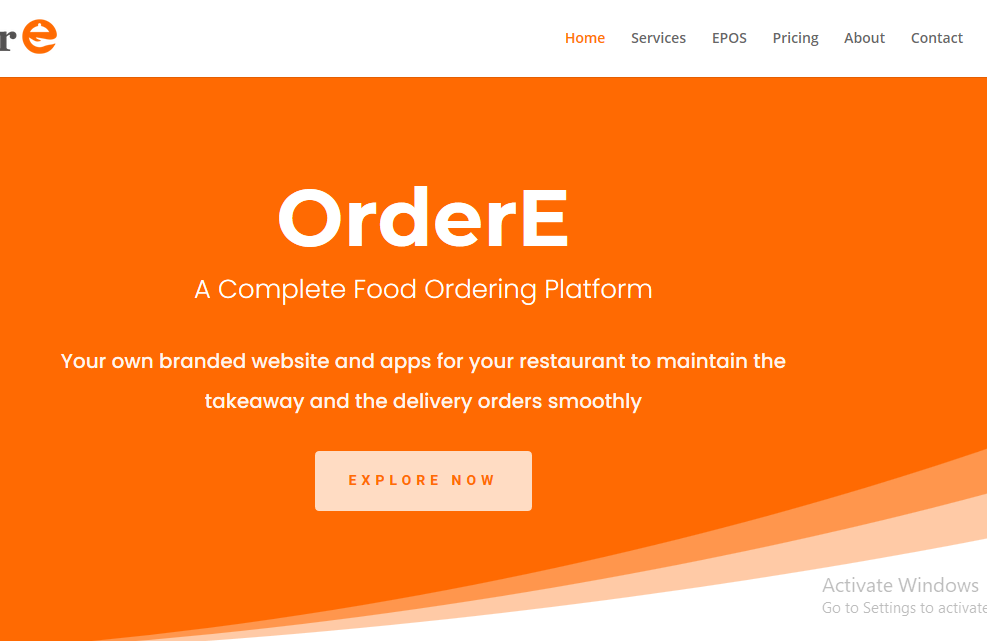 r e
Home Services EPOS Pricing About Contact
OrderE
A Complete Food Ordering Platform
Your own branded website and apps for your restaurant to maintain the
takeaway and the delivery orders smoothly
EXPLORE NOW
Activate Windows
Go to Settings to activate